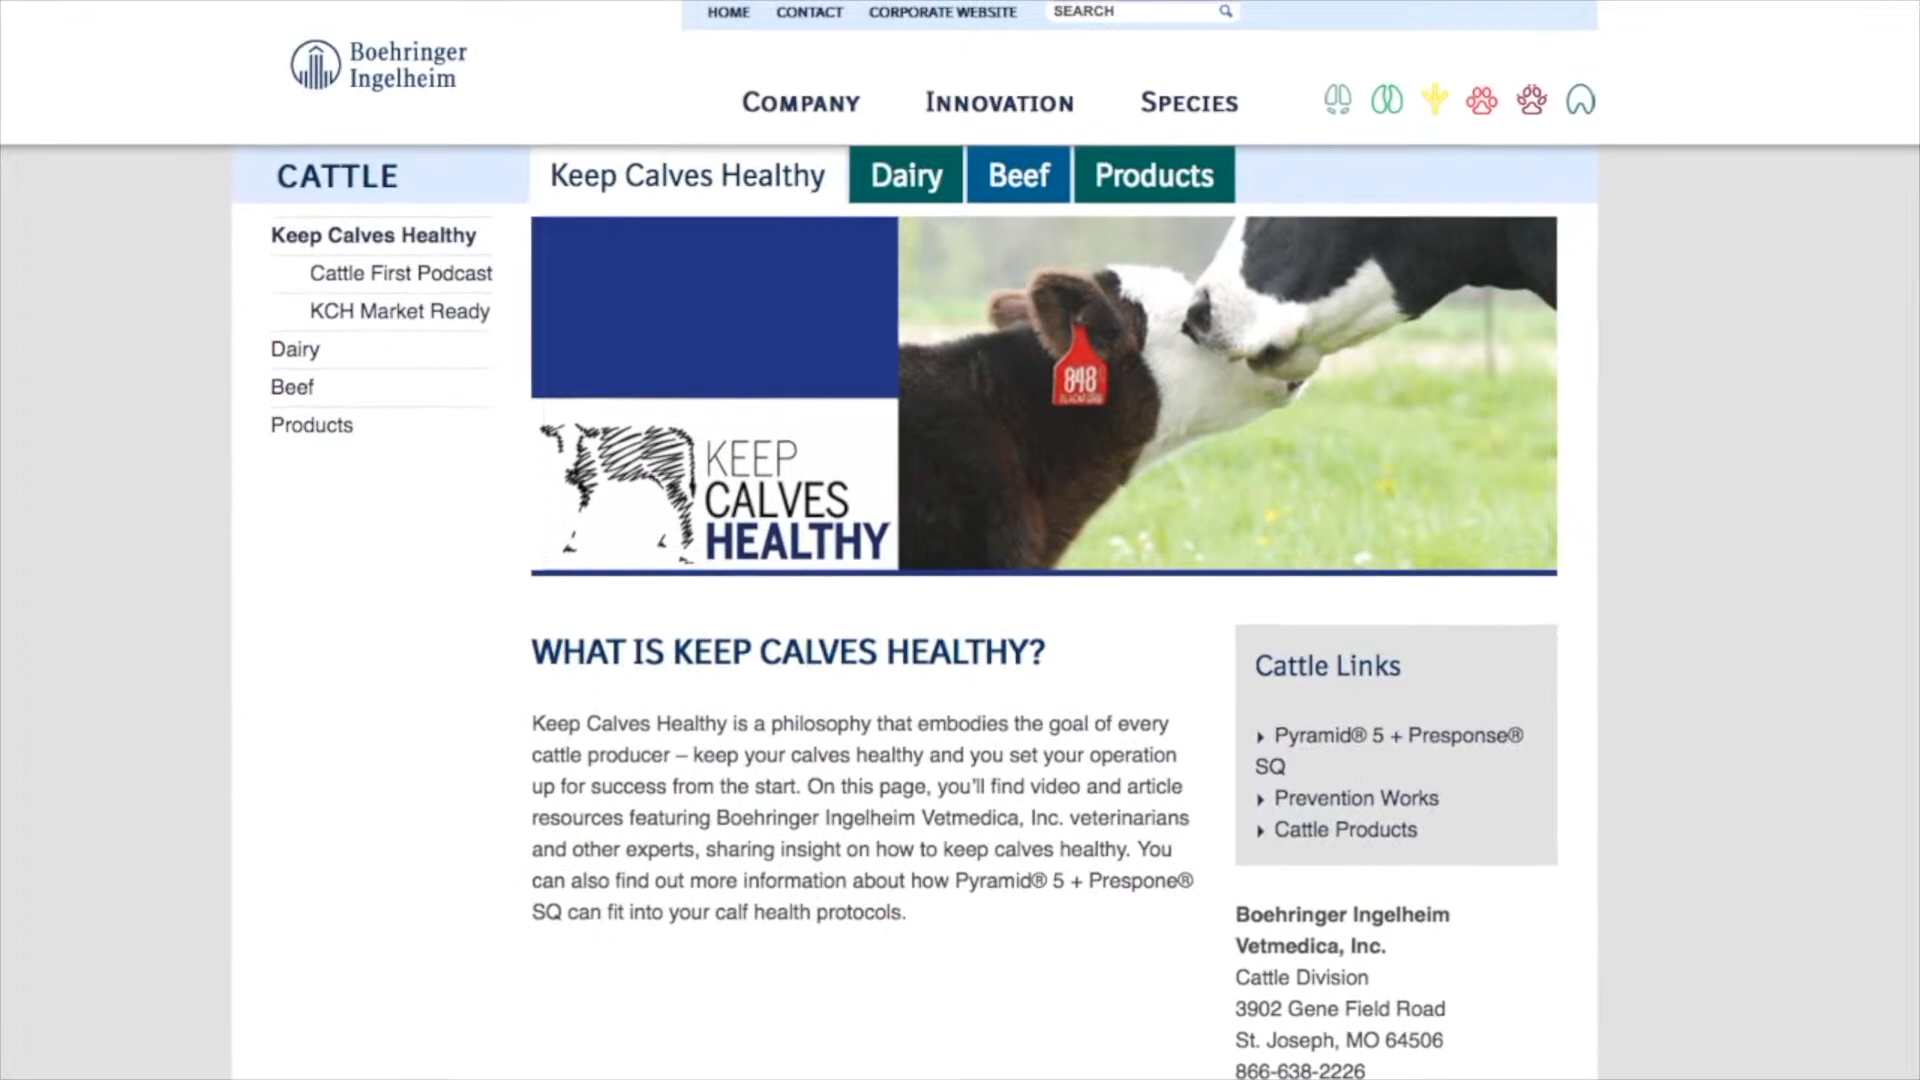 HOME CONTACT CORPORATE WEBSITE SEARCH
Boehringer
Ingelheim
COMPANY INNOVATION SPECIES
CATTLE
Keep Calves Healthy Dairy Beef Products
Keep Calves Healthy
Cattle First Podcast
KCH Market Ready
Dairy
Beef
Products
848
KEEP
CALVES
HEALTHY
WHAT IS KEEP CALVES HEALTHY?
Keep Calves Healthy is a philosophy that embodies the goal of every
cattle producer – keep your calves healthy and you set your operation
up for success from the start. On this page, you'll find video and article
resources featuring Boehringer Ingelheim Vetmedica, Inc. veterinarians
and other experts, sharing insight on how to keep calves healthy. You
can also find out more information about how Pyramid® 5 + Prespone®
SQ can fit into your calf health protocols.
Cattle Links
Pyramid® 5 + Presponse®
SQ
Prevention Works
Cattle Products
Boehringer Ingelheim
Vetmedica, Inc.
Cattle Division
3902 Gene Field Road
St. Joseph, MO 64506
866-638-2226